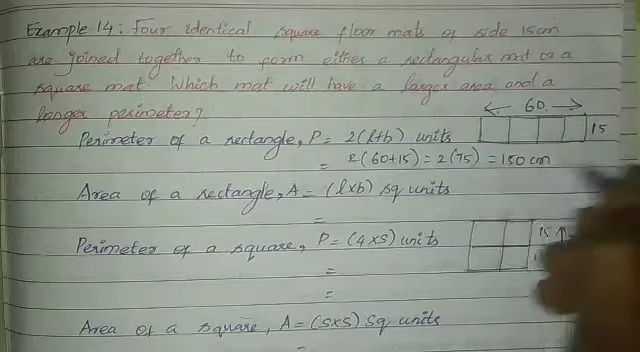 Example 14: Four identical square floor mats of side 15cm
are joined together to form either a rectangular mat or a
square mat. Which mat will have a larger area and a
longer perimeter?
← 60 →
15
Perimeter of a rectangle, P = 2(l+b) units
= 2(60+15) = 2(75) = 150 cm
Area of a rectangle, A = (l×b) sq units
=
Perimeter of a square, P = (4×s) units
15 ↑
=
=
Area of a square, A = (s×s) sq units
=